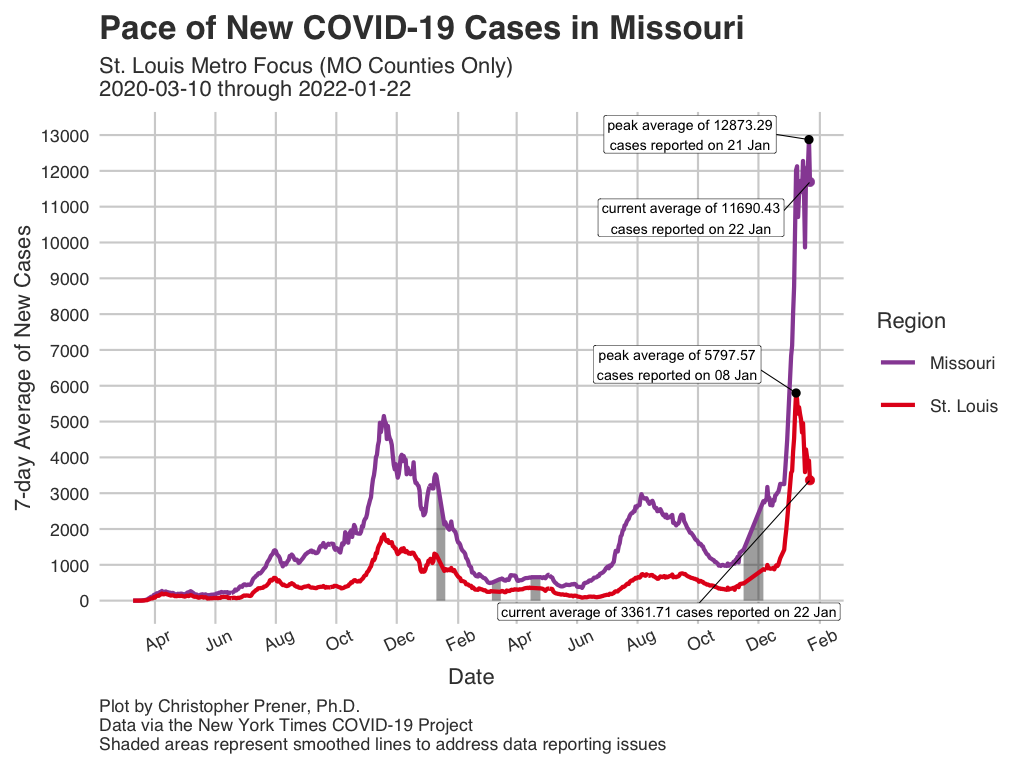 Pace of New COVID-19 Cases in Missouri
St. Louis Metro Focus (MO Counties Only)
2020-03-10 through 2022-01-22
7-day Average of New Cases
13000
12000
11000
10000
9000
8000
7000
6000
5000
4000
3000
2000
1000
0
peak average of 12873.29
cases reported on 21 Jan
current average of 11690.43
cases reported on 22 Jan
peak average of 5797.57
cases reported on 08 Jan
current average of 3361.71 cases reported on 22 Jan
Apr Jun Aug Oct Dec Feb Apr Jun Aug Oct Dec Feb
Date
Region
Missouri
St. Louis
Plot by Christopher Prener, Ph.D.
Data via the New York Times COVID-19 Project
Shaded areas represent smoothed lines to address data reporting issues